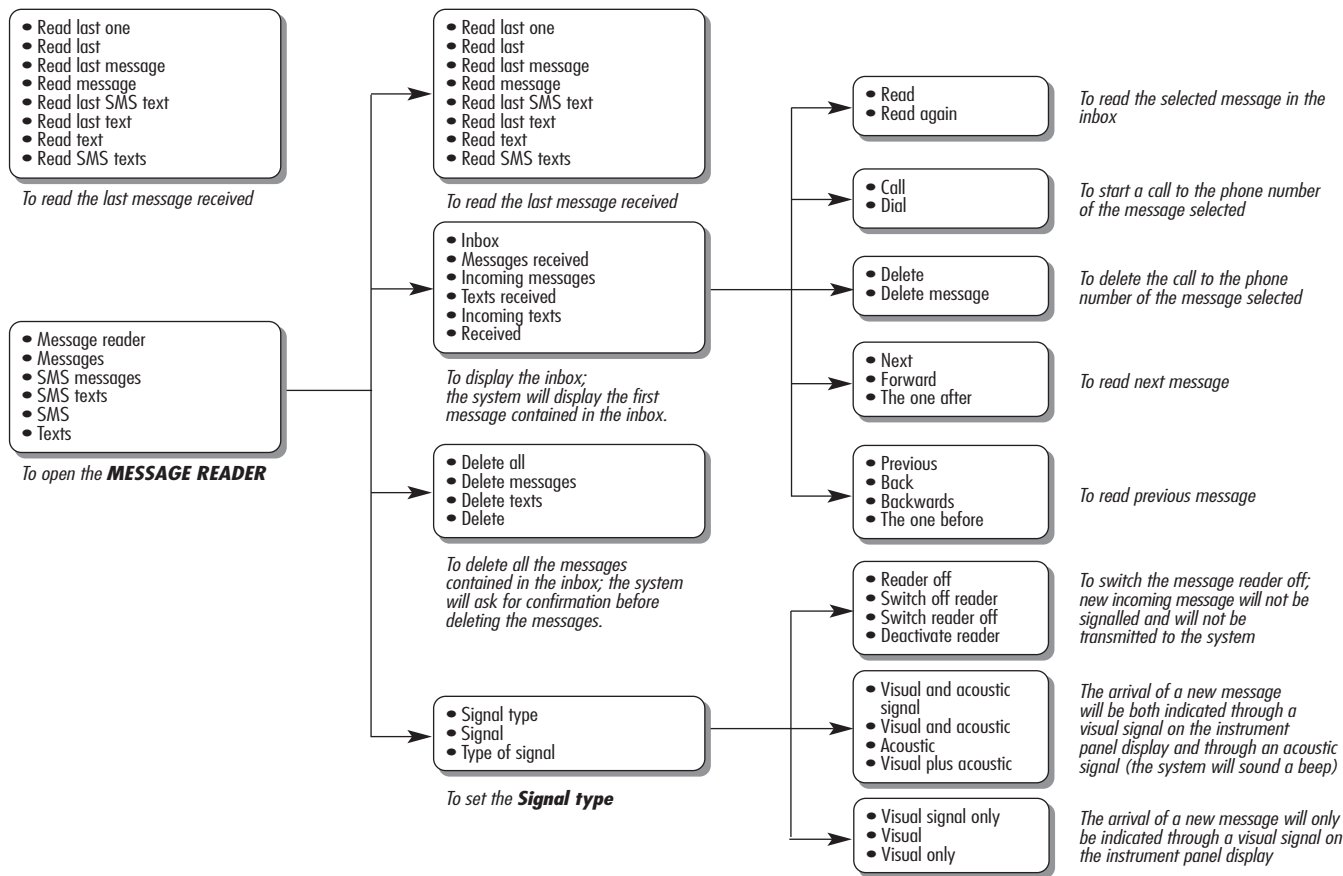 • Read last one
• Read last
• Read last message
• Read message
• Read last SMS text
• Read last text
• Read text
• Read SMS texts
To read the last message received
• Message reader
• Messages
• SMS messages
• SMS texts
• SMS
• Texts
To open the MESSAGE READER
• Read last one
• Read last
• Read last message
• Read message
• Read last SMS text
• Read last text
• Read text
• Read SMS texts
To read the last message received
• Inbox
• Messages received
• Incoming messages
• Texts received
• Incoming texts
• Received
To display the inbox;
the system will display the first
message contained in the inbox.
• Delete all
• Delete messages
• Delete texts
• Delete
To delete all the messages
contained in the inbox; the system
will ask for confirmation before
deleting the messages.
• Signal type
• Signal
• Type of signal
To set the Signal type
• Read
• Read again
To read the selected message in the
inbox
• Call
• Dial
To start a call to the phone number
of the message selected
• Delete
• Delete message
To delete the call to the phone
number of the message selected
• Next
• Forward
• The one after
To read next message
• Previous
• Back
• Backwards
• The one before
To read previous message
• Reader off
• Switch off reader
• Switch reader off
• Deactivate reader
To switch the message reader off;
new incoming message will not be
signalled and will not be
transmitted to the system
• Visual and acoustic
signal
• Visual and acoustic
• Acoustic
• Visual plus acoustic
The arrival of a new message
will be both indicated through a
visual signal on the instrument
panel display and through an acoustic
signal (the system will sound a beep)
• Visual signal only
• Visual
• Visual only
The arrival of a new message will only
be indicated through a visual signal on
the instrument panel display